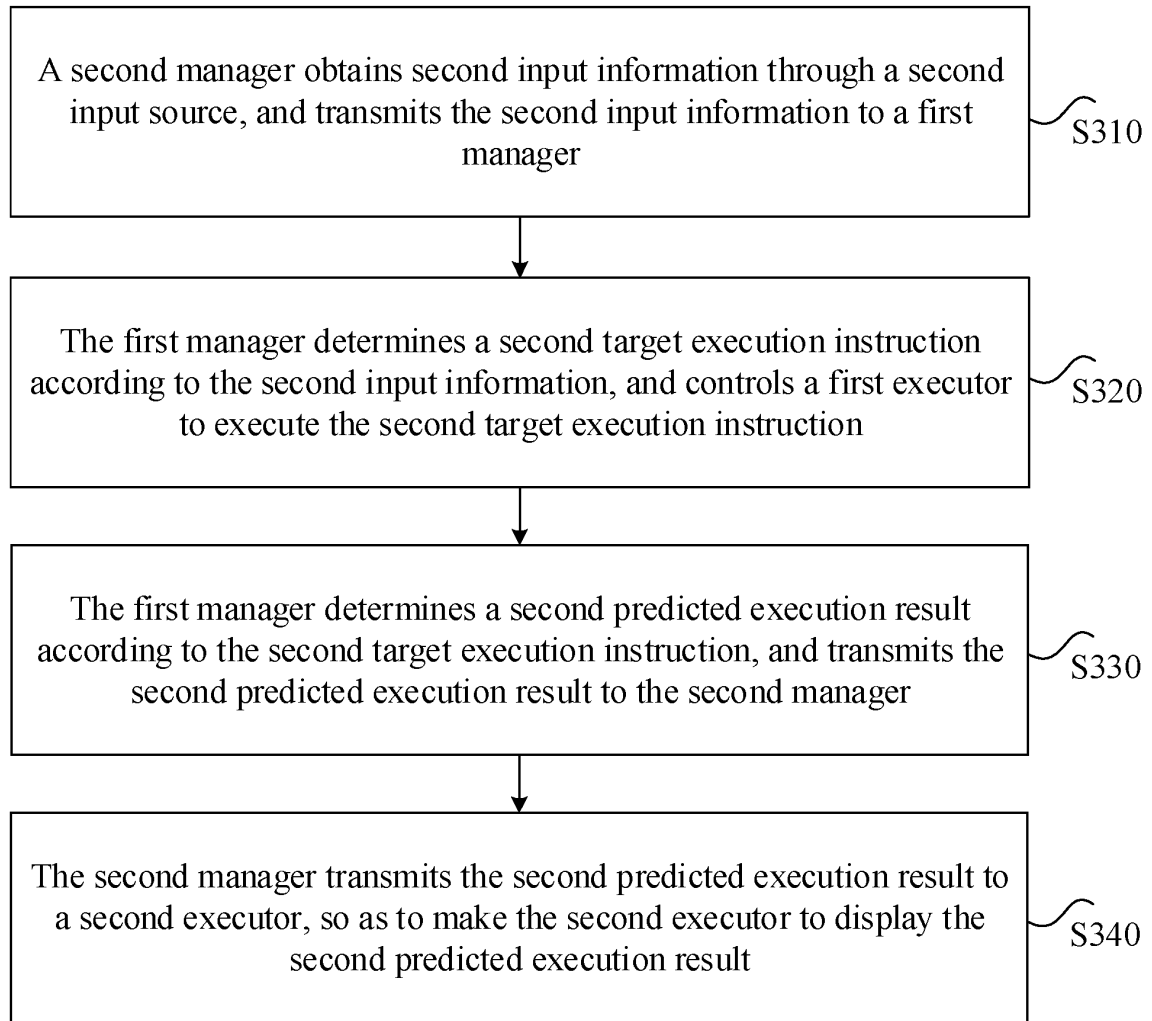 A second manager obtains second input information through a second
input source, and transmits the second input information to a first
manager
S310
The first manager determines a second target execution instruction
according to the second input information, and controls a first executor
to execute the second target execution instruction
S320
The first manager determines a second predicted execution result
according to the second target execution instruction, and transmits the
second predicted execution result to the second manager
S330
The second manager transmits the second predicted execution result to
a second executor, so as to make the second executor to display the
second predicted execution result
S340